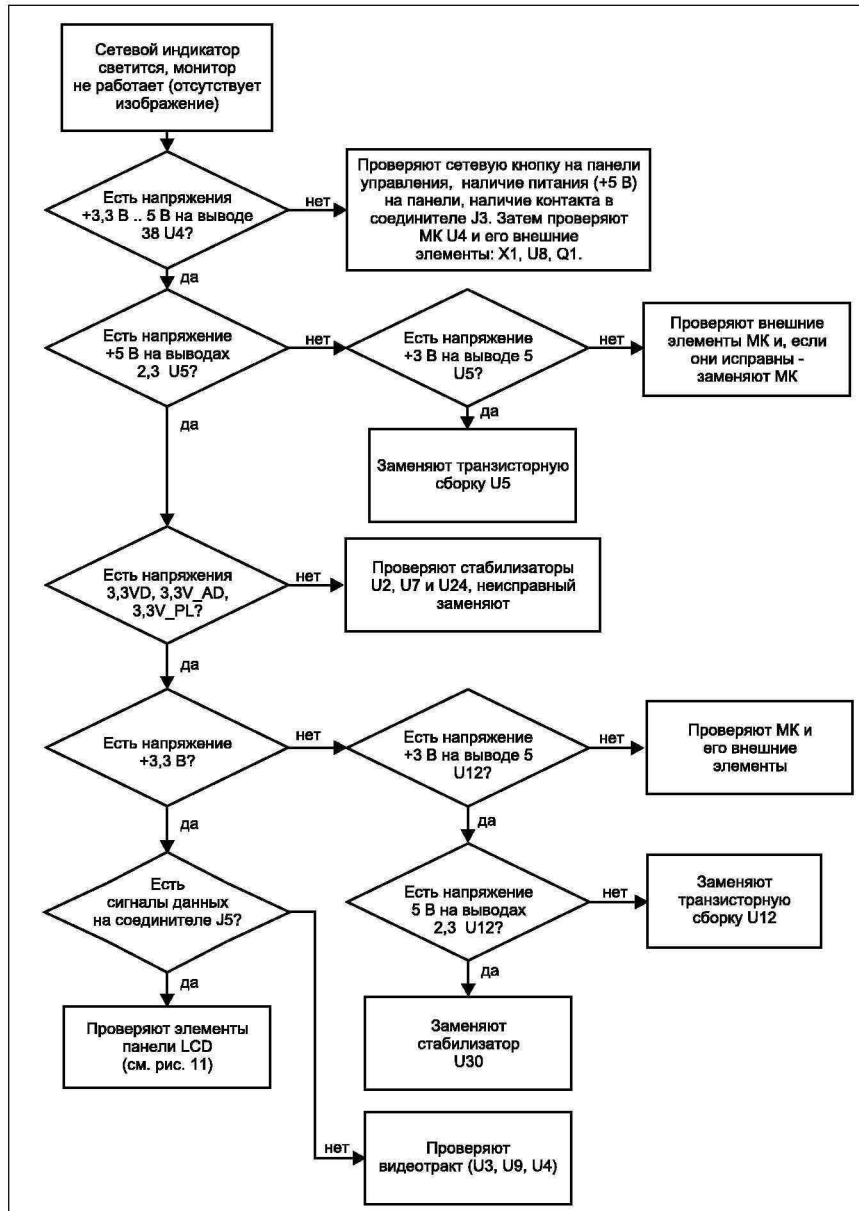 Сетевой индикатор
светится, монитор
не работает (отсутствует
изображение)
Есть напряжения
+3,3 В .. 5 В на выводе
38 U4?
нет
Проверяют сетевую кнопку на панели
управления, наличие питания (+5 В)
на панели, наличие контакта в
соединителе J3. Затем проверяют
МК U4 и его внешние
элементы: X1, U8, Q1.
да
Есть напряжение
+5 В на выводах
2,3 U5?
нет
Есть напряжение
+3 В на выводе 5
U5?
нет
Проверяют внешние
элементы МК и, если
они исправны -
заменяют МК
да
да
Заменяют транзисторную
сборку U5
Есть напряжения
3,3VD, 3,3V_AD,
3,3V_PL?
нет
Проверяют стабилизаторы
U2, U7 и U24, неисправный
заменяют
да
Есть напряжение
+3,3 В?
нет
Есть напряжение
+3 В на выводе 5
U12?
нет
Проверяют МК и
его внешние
элементы
да
да
Есть
сигналы данных
на соединителе J5?
Есть напряжение
5 В на выводах
2,3 U12?
нет
Заменяют
транзисторную
сборку U12
да
да
Проверяют элементы
панели LCD
(см. рис. 11)
Заменяют
стабилизатор
U30
нет
Проверяют
видеотракт (U3, U9, U4)